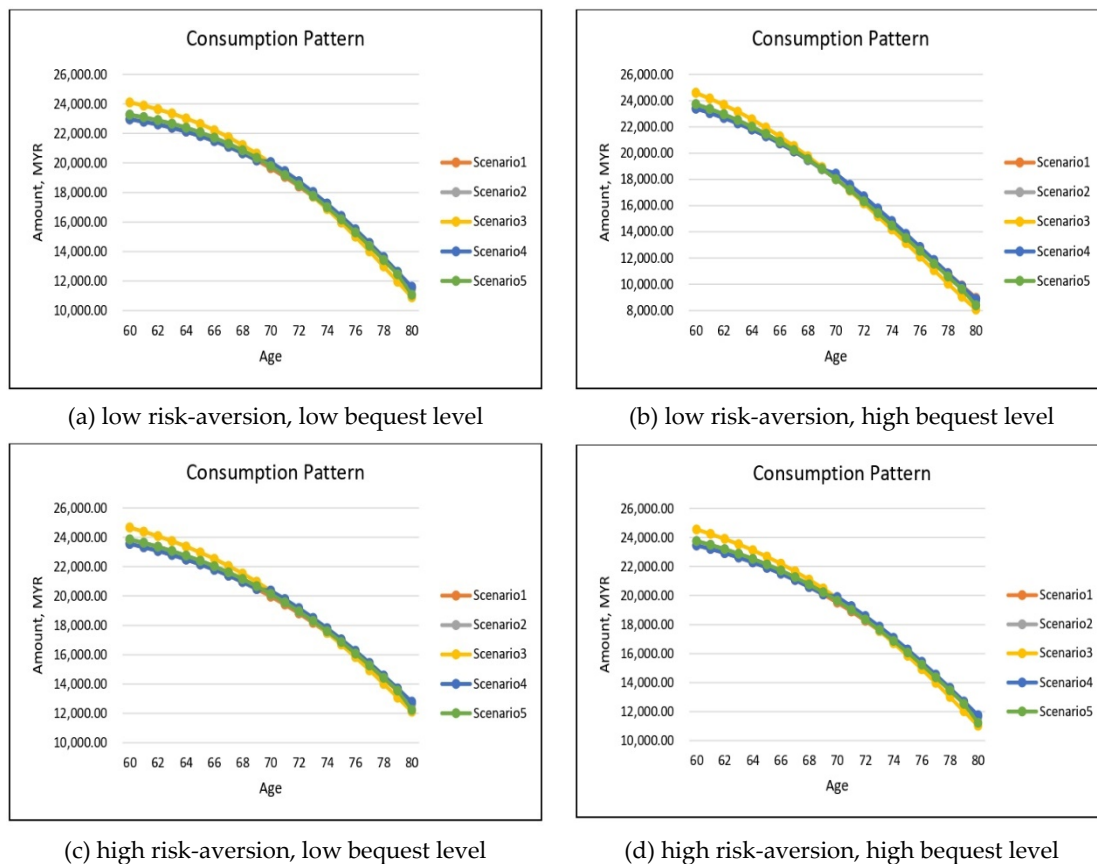 Consumption Pattern
26,000.00
24,000.00
22,000.00
20,000.00
18,000.00
16,000.00
14,000.00
12,000.00
10,000.00
Amount, MYR
60 62 64 66 68 70 72 74 76 78 80
Age
Scenario1
Scenario2
Scenario3
Scenario4
Scenario5
(a) low risk-aversion, low bequest level
Consumption Pattern
26,000.00
24,000.00
22,000.00
20,000.00
18,000.00
16,000.00
14,000.00
12,000.00
10,000.00
8,000.00
Amount, MYR
60 62 64 66 68 70 72 74 76 78 80
Age
Scenario1
Scenario2
Scenario3
Scenario4
Scenario5
(b) low risk-aversion, high bequest level
Consumption Pattern
26,000.00
24,000.00
22,000.00
20,000.00
18,000.00
16,000.00
14,000.00
12,000.00
10,000.00
Amount, MYR
60 62 64 66 68 70 72 74 76 78 80
Age
Scenario1
Scenario2
Scenario3
Scenario4
Scenario5
(c) high risk-aversion, low bequest level
Consumption Pattern
26,000.00
24,000.00
22,000.00
20,000.00
18,000.00
16,000.00
14,000.00
12,000.00
10,000.00
Amount, MYR
60 62 64 66 68 70 72 74 76 78 80
Age
Scenario1
Scenario2
Scenario3
Scenario4
Scenario5
(d) high risk-aversion, high bequest level